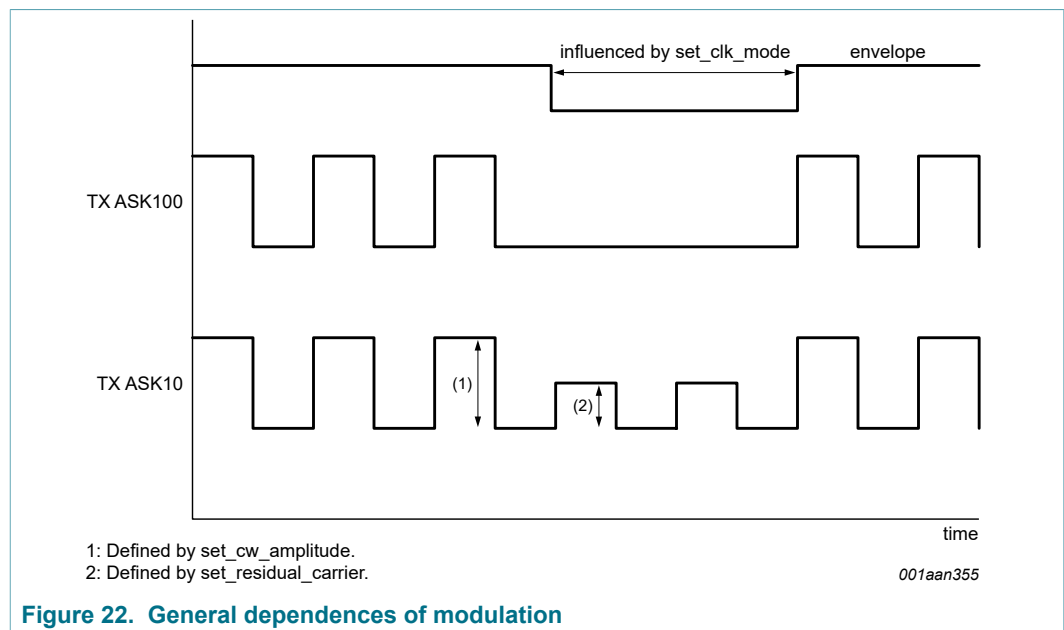 influenced by set_clk_mode envelope
TX ASK100
TX ASK10
(1)
(2)
time
1: Defined by set_cw_amplitude.
2: Defined by set_residual_carrier.
001aan355
Figure 22. General dependences of modulation